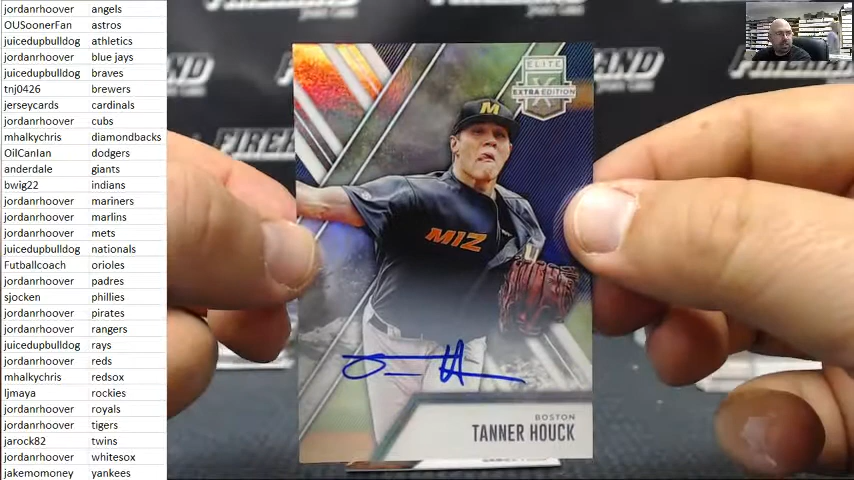 jordanrhoover angels
OUSoonerFan astros
juicedupbulldog athletics
jordanrhoover blue jays
juicedupbulldog braves
tnj0426 brewers
jerseycards cardinals
jordanrhoover cubs
mhalkychris diamondbacks
OilCanIan dodgers
anderdale giants
bwig22 indians
jordanrhoover mariners
jordanrhoover marlins
jordanrhoover mets
juicedupbulldog nationals
Futballcoach orioles
jordanrhoover padres
sjocken phillies
jordanrhoover pirates
jordanrhoover rangers
juicedupbulldog rays
jordanrhoover reds
mhalkychris redsox
ljmaya rockies
jordanrhoover royals
jordanrhoover tigers
jarock82 twins
jordanrhoover whitesox
jakemomoney yankees
ELITE
EXTRA EDITION
M
MIZ
BOSTON
TANNER HOUCK